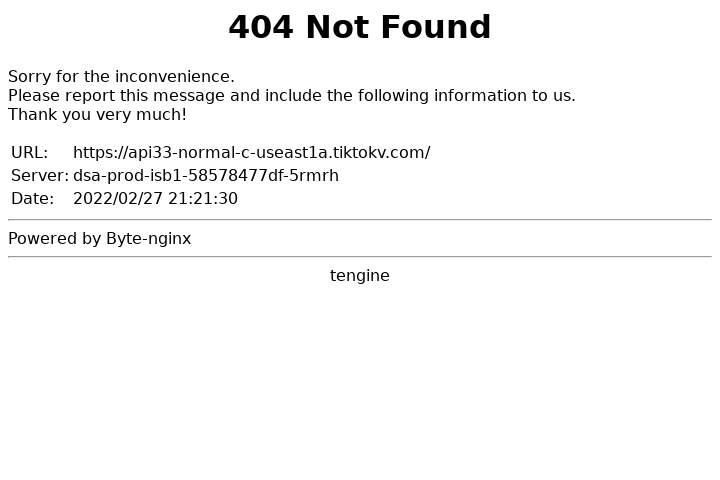 404 Not Found
Sorry for the inconvenience.
Please report this message and include the following information to us.
Thank you very much!
URL: https://api33-normal-c-useast1a.tiktokv.com/
Server: dsa-prod-isb1-58578477df-5rmrh
Date: 2022/02/27 21:21:30
Powered by Byte-nginx
tengine